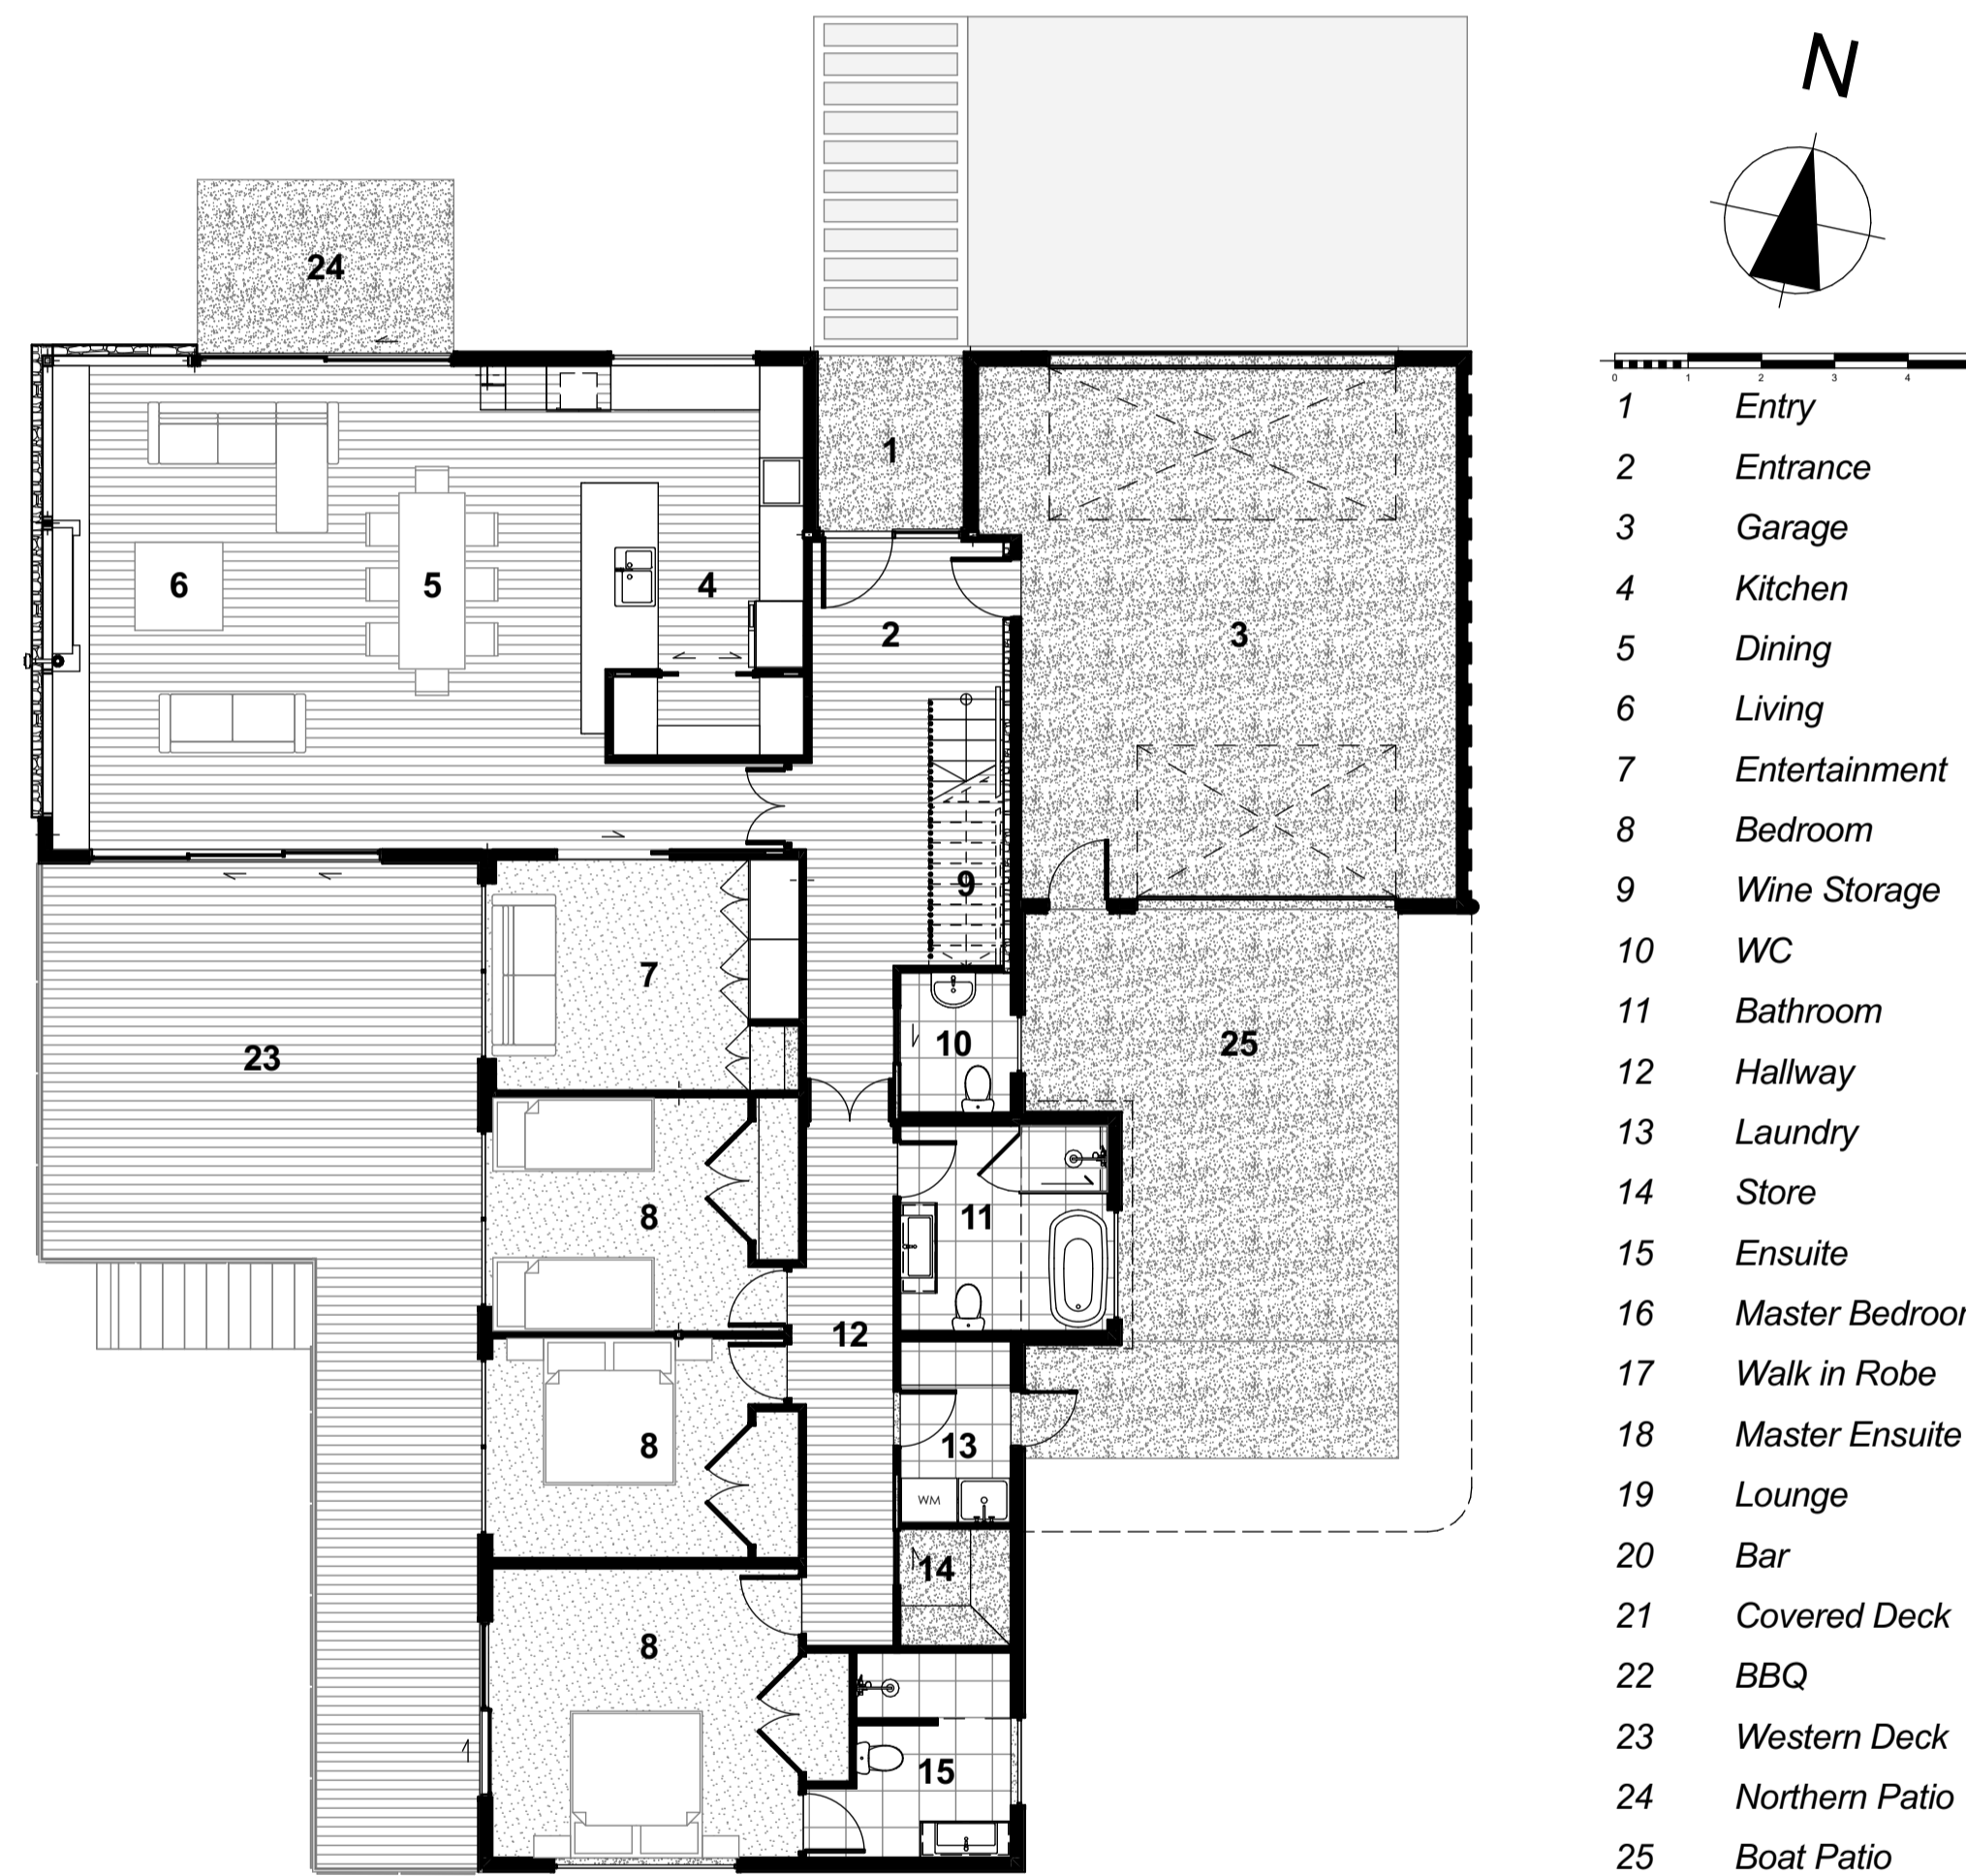 N
0 1 2 3 4
24
1
6
5
4
2
3
9
7
10
23
25
8
11
12
8
13
WM
14
8
15
1 Entry
2 Entrance
3 Garage
4 Kitchen
5 Dining
6 Living
7 Entertainment
8 Bedroom
9 Wine Storage
10 WC
11 Bathroom
12 Hallway
13 Laundry
14 Store
15 Ensuite
16 Master Bedroom
17 Walk in Robe
18 Master Ensuite
19 Lounge
20 Bar
21 Covered Deck
22 BBQ
23 Western Deck
24 Northern Patio
25 Boat Patio